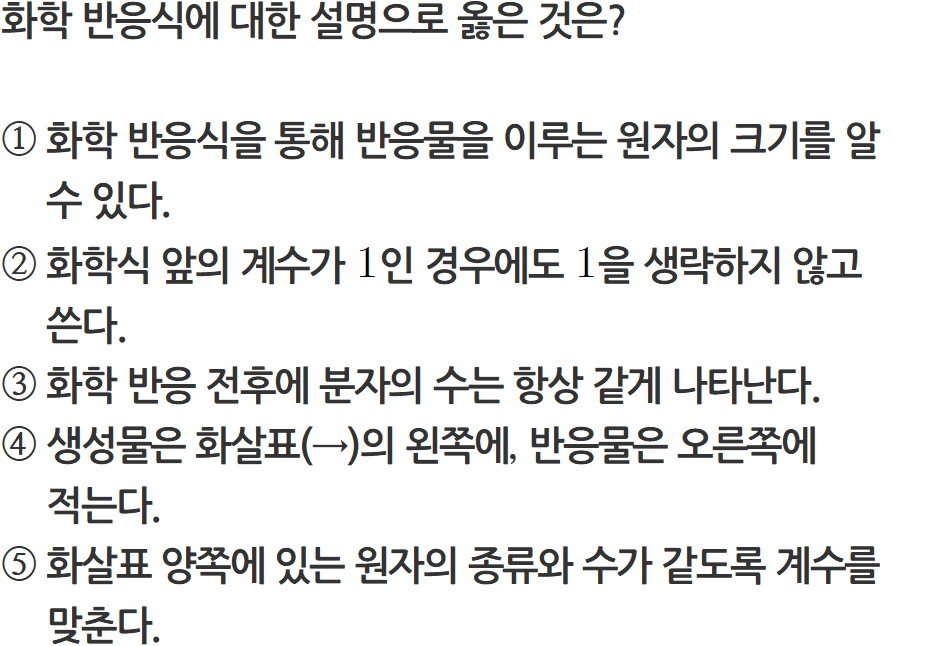 화학 반응식에 대한 설명으로 옳은 것은?
① 화학 반응식을 통해 반응물을 이루는 원자의 크기를 알
수 있다.
② 화학식 앞의 계수가 1인 경우에도 1을 생략하지 않고
쓴다.
③ 화학 반응 전후에 분자의 수는 항상 같게 나타난다.
④ 생성물은 화살표(→)의 왼쪽에, 반응물은 오른쪽에
적는다.
⑤ 화살표 양쪽에 있는 원자의 종류와 수가 같도록 계수를
맞춘다.